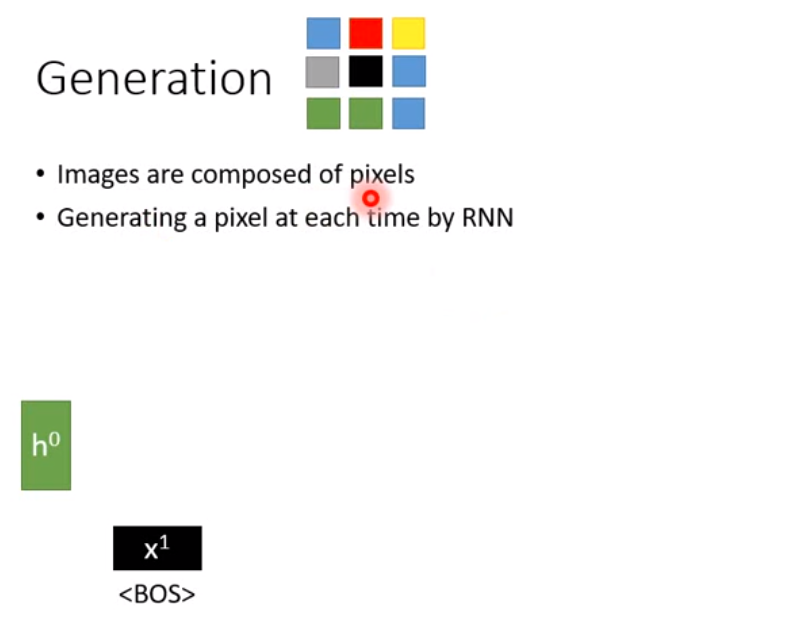 Generation
• Images are composed of pixels
• Generating a pixel at each time by RNN
h⁰
x¹
<BOS>